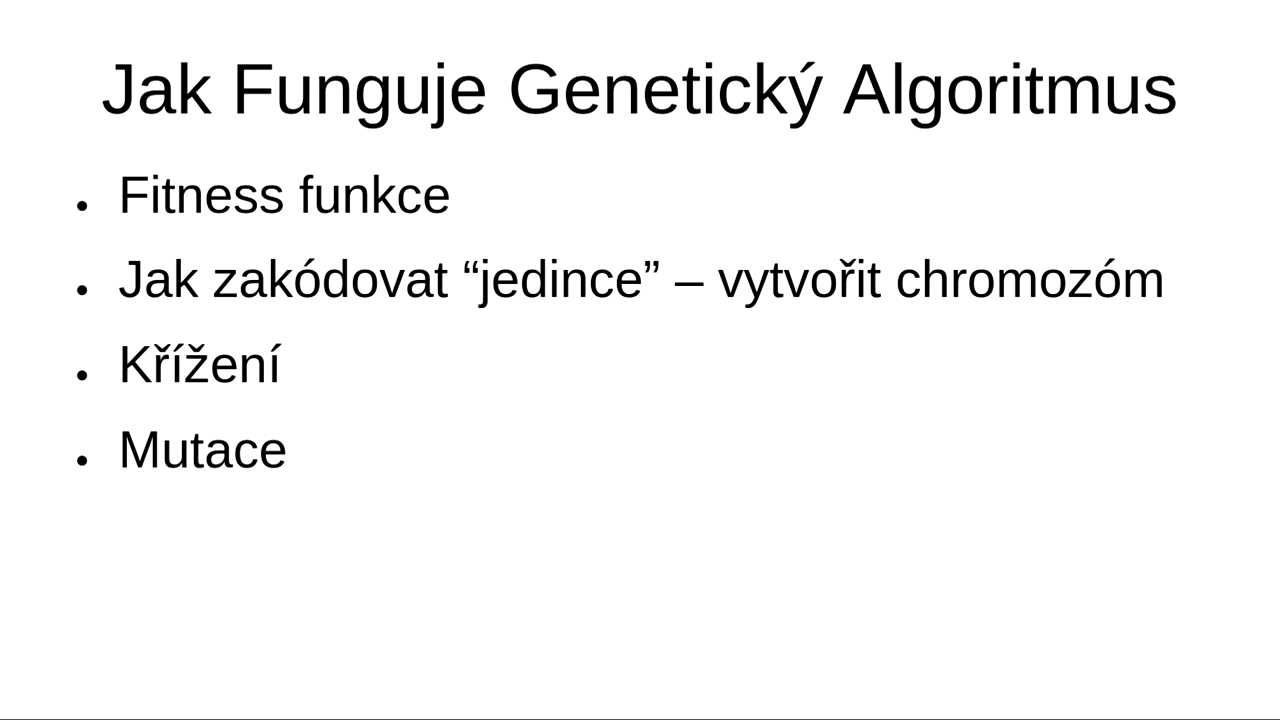 Jak Funguje Genetický Algoritmus
• Fitness funkce
• Jak zakódovat “jedince” – vytvořit chromozóm
• Křížení
• Mutace